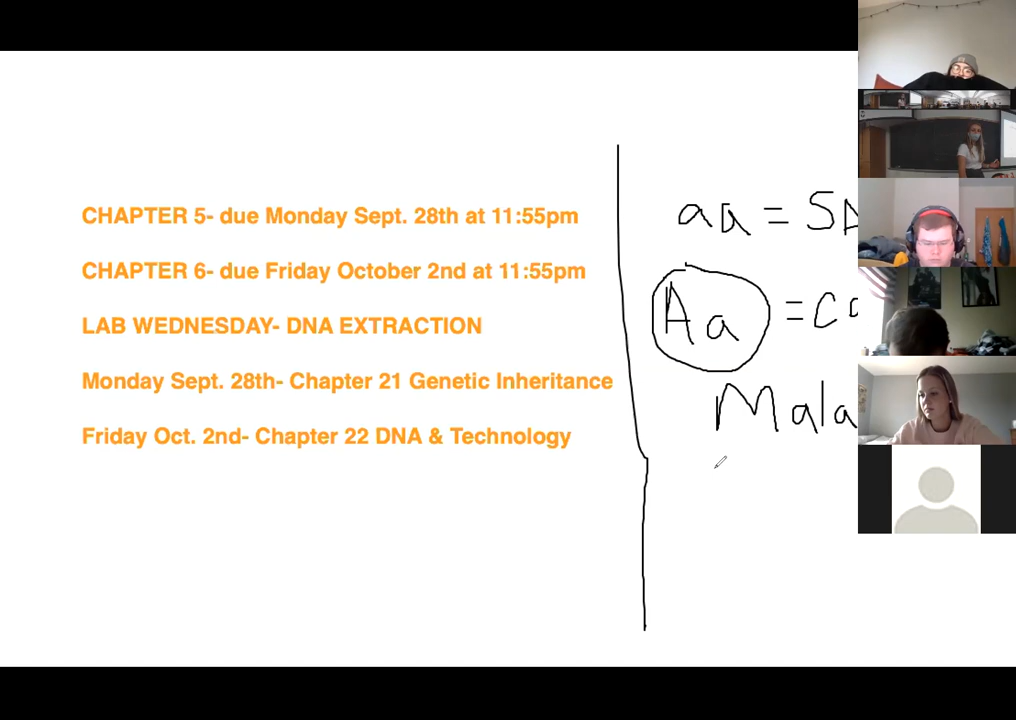 CHAPTER 5- due Monday Sept. 28th at 11:55pm
CHAPTER 6- due Friday October 2nd at 11:55pm
LAB WEDNESDAY- DNA EXTRACTION
Monday Sept. 28th- Chapter 21 Genetic Inheritance
Friday Oct. 2nd- Chapter 22 DNA & Technology
aa = 
Aa =